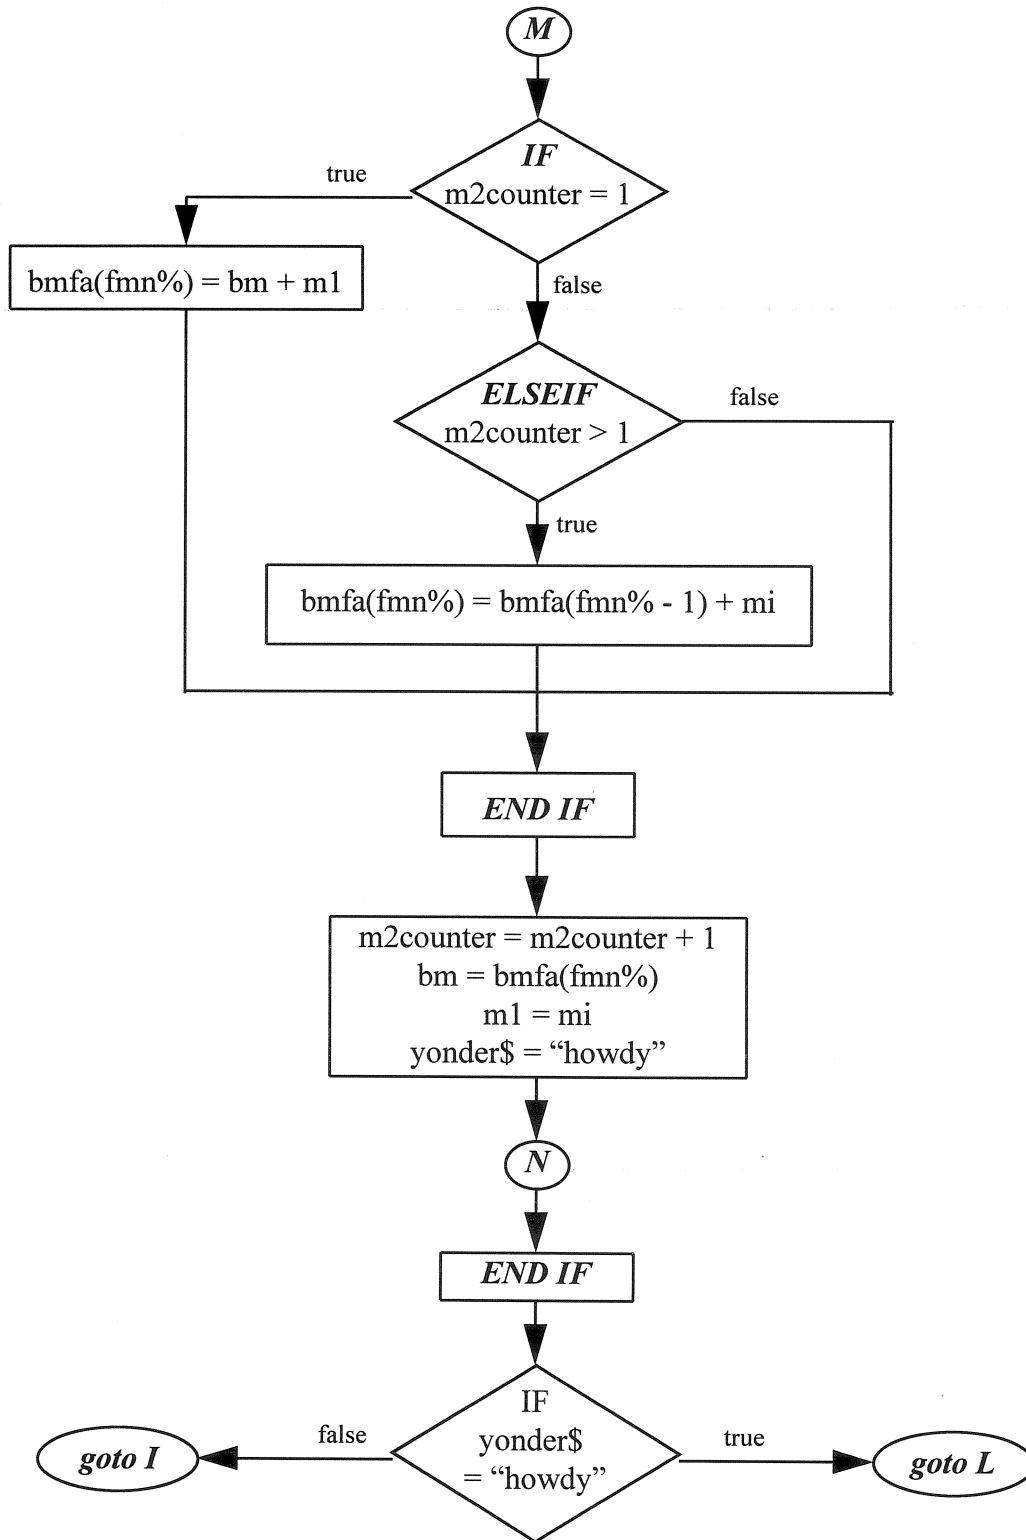 M
IF
m2counter = 1
true
bmfa(fmn%) = bm + m1
false
ELSEIF
m2counter > 1
false
true
bmfa(fmn%) = bmfa(fmn% - 1) + mi
END IF
m2counter = m2counter + 1
bm = bmfa(fmn%)
m1 = mi
yonder$ = “howdy”
N
END IF
IF
yonder$
= “howdy”
false
goto I
true
goto L